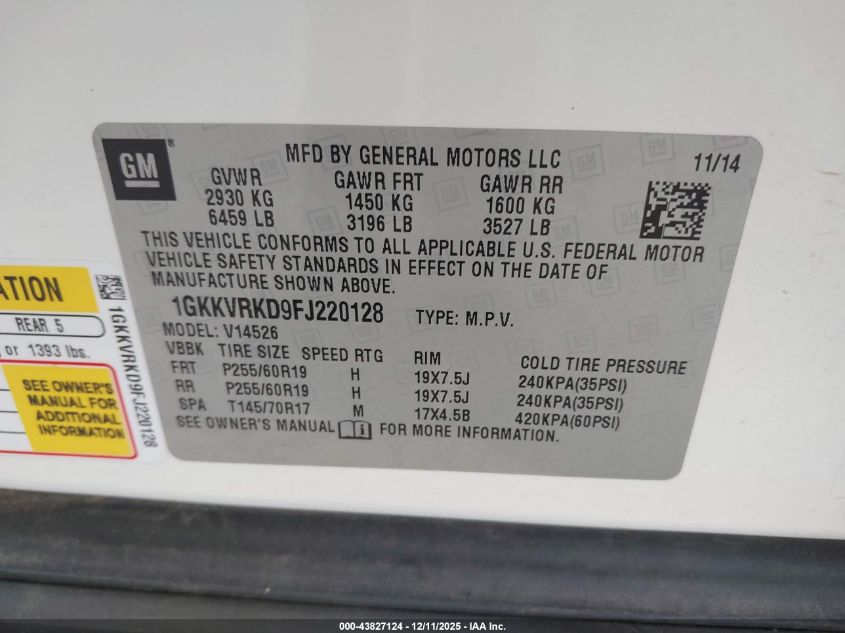 GM
®
MFD BY GENERAL MOTORS LLC
11/14
GVWR GAWR FRT GAWR RR
2930 KG 1450 KG 1600 KG
6459 LB 3196 LB 3527 LB
THIS VEHICLE CONFORMS TO ALL APPLICABLE U.S. FEDERAL MOTOR
VEHICLE SAFETY STANDARDS IN EFFECT ON THE DATE OF
MANUFACTURE SHOWN ABOVE.
1GKKVRKD9FJ220128 TYPE: M.P.V.
MODEL: V14526
VBBK TIRE SIZE SPEED RTG RIM COLD TIRE PRESSURE
FRT P255/60R19 H 19X7.5J 240KPA(35PSI)
RR P255/60R19 H 19X7.5J 240KPA(35PSI)
SPA T145/70R17 M 17X4.5B 420KPA(60PSI)
SEE OWNER'S MANUAL i FOR MORE INFORMATION.
REAR 5
or 1393 lbs.
SEE OWNER'S
MANUAL FOR
ADDITIONAL
INFORMATION
1GKKVRKD9FJ220128
000-43827124 - 12/11/2025 - IAA Inc.